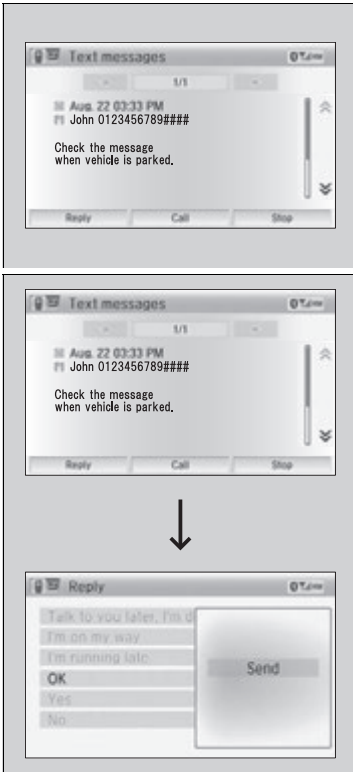 Text messages
1/1
Aug. 22 03:33 PM
John 0123456789####
Check the message
when vehicle is parked.
Reply Call Stop
Text messages
1/1
Aug. 22 03:33 PM
John 0123456789####
Check the message
when vehicle is parked.
Reply Call Stop
Reply
Talk to you later, I'm d
I'm on my way
I'm running late
OK
Yes
No
Send